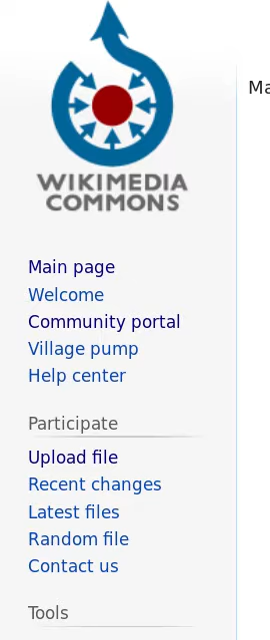 WIKIMEDIA
COMMONS
Ma
Main page
Welcome
Community portal
Village pump
Help center
Participate
Upload file
Recent changes
Latest files
Random file
Contact us
Tools